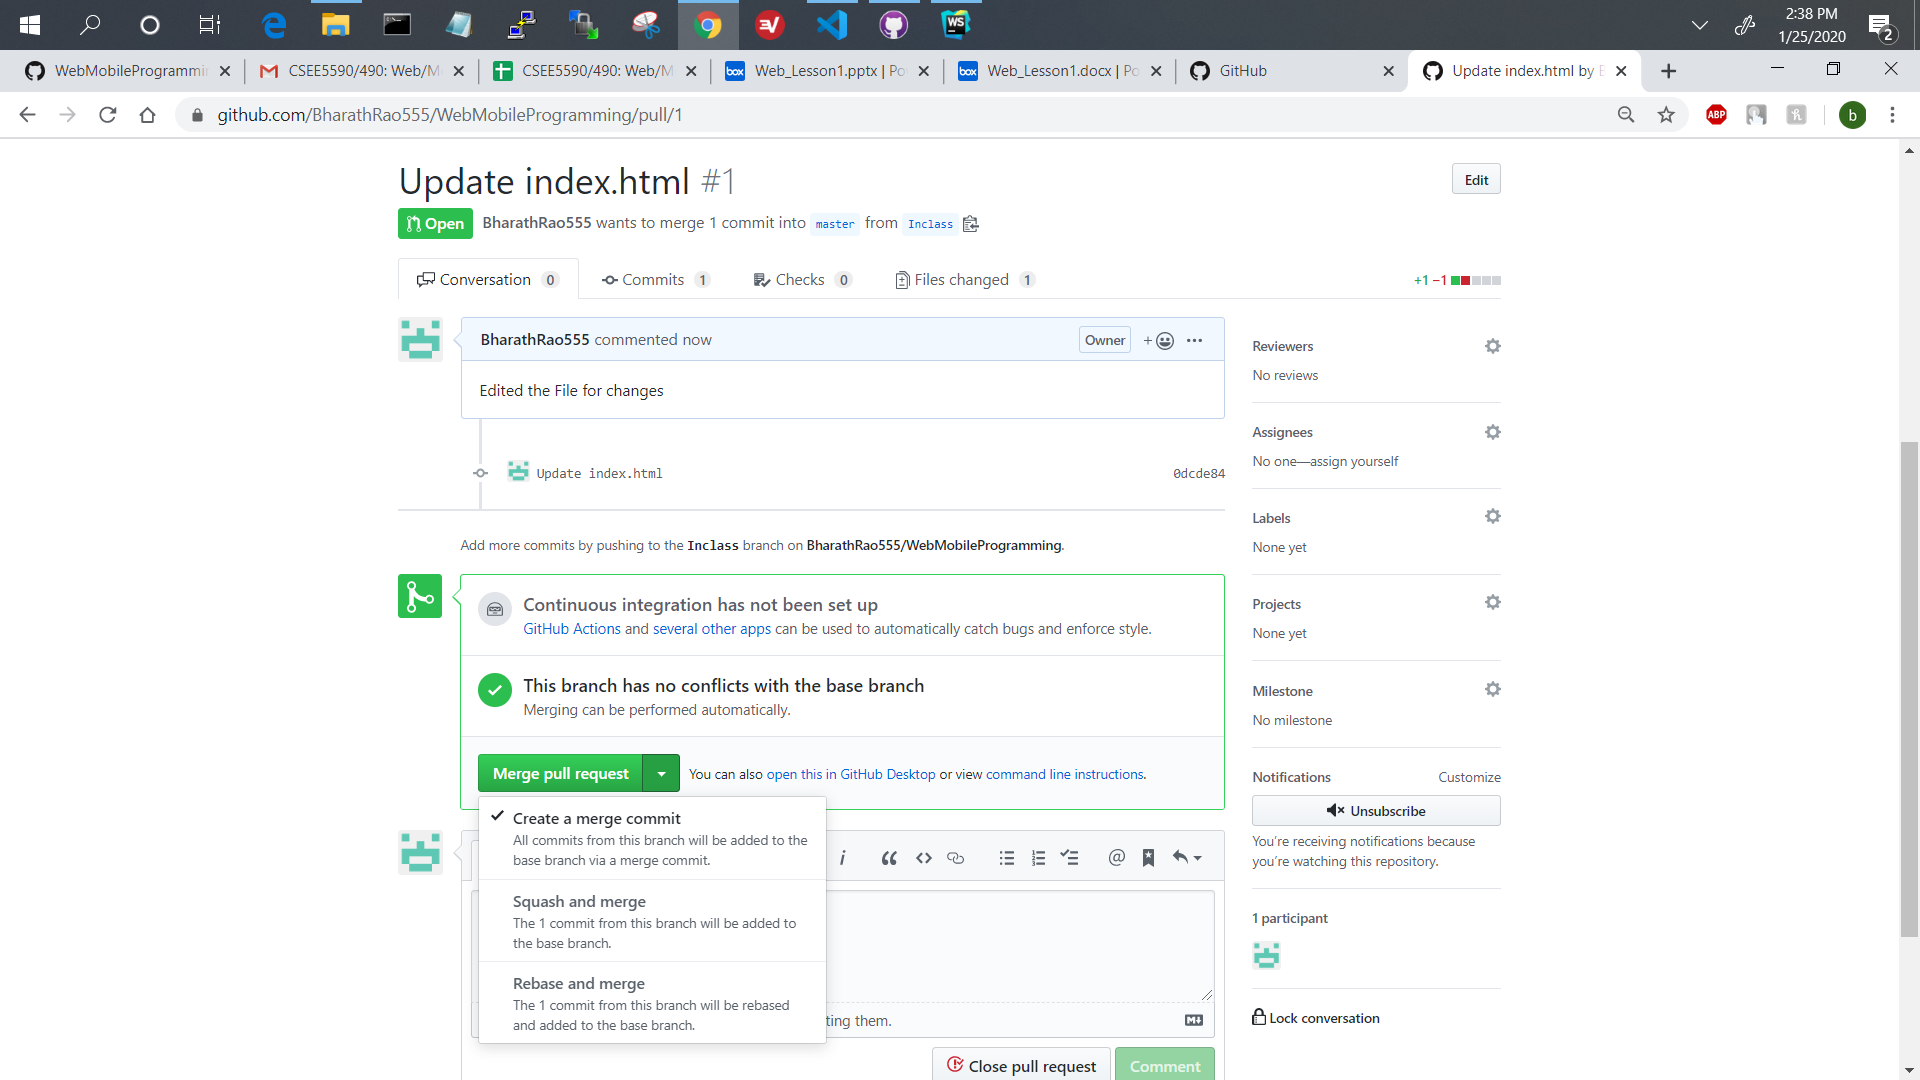 2:38 PM
1/25/2020
2
WebMobileProgrammi
CSEE5590/490: Web/M
CSEE5590/490: Web/M
box
Web_Lesson1.pptx | Po
box
Web_Lesson1.docx | Po
GitHub
Update index.html by
github.com/BharathRao555/WebMobileProgramming/pull/1
ABP
b
Update index.html #1
Edit
Open
BharathRao555 wants to merge 1 commit into master from Inclass
Conversation 0
Commits 1
Checks 0
Files changed 1
+1 −1
BharathRao555 commented now
Owner
Edited the File for changes
Update index.html
0dcde84
Add more commits by pushing to the Inclass branch on BharathRao555/WebMobileProgramming.
Continuous integration has not been set up
GitHub Actions and several other apps can be used to automatically catch bugs and enforce style.
This branch has no conflicts with the base branch
Merging can be performed automatically.
Merge pull request
You can also open this in GitHub Desktop or view command line instructions.
Create a merge commit
All commits from this branch will be added to the
base branch via a merge commit.
Squash and merge
The 1 commit from this branch will be added to
the base branch.
Rebase and merge
The 1 commit from this branch will be rebased
and added to the base branch.
ting them.
Close pull request
Comment
Reviewers
No reviews
Assignees
No one—assign yourself
Labels
None yet
Projects
None yet
Milestone
No milestone
Notifications
Customize
Unsubscribe
You're receiving notifications because
you're watching this repository.
1 participant
Lock conversation